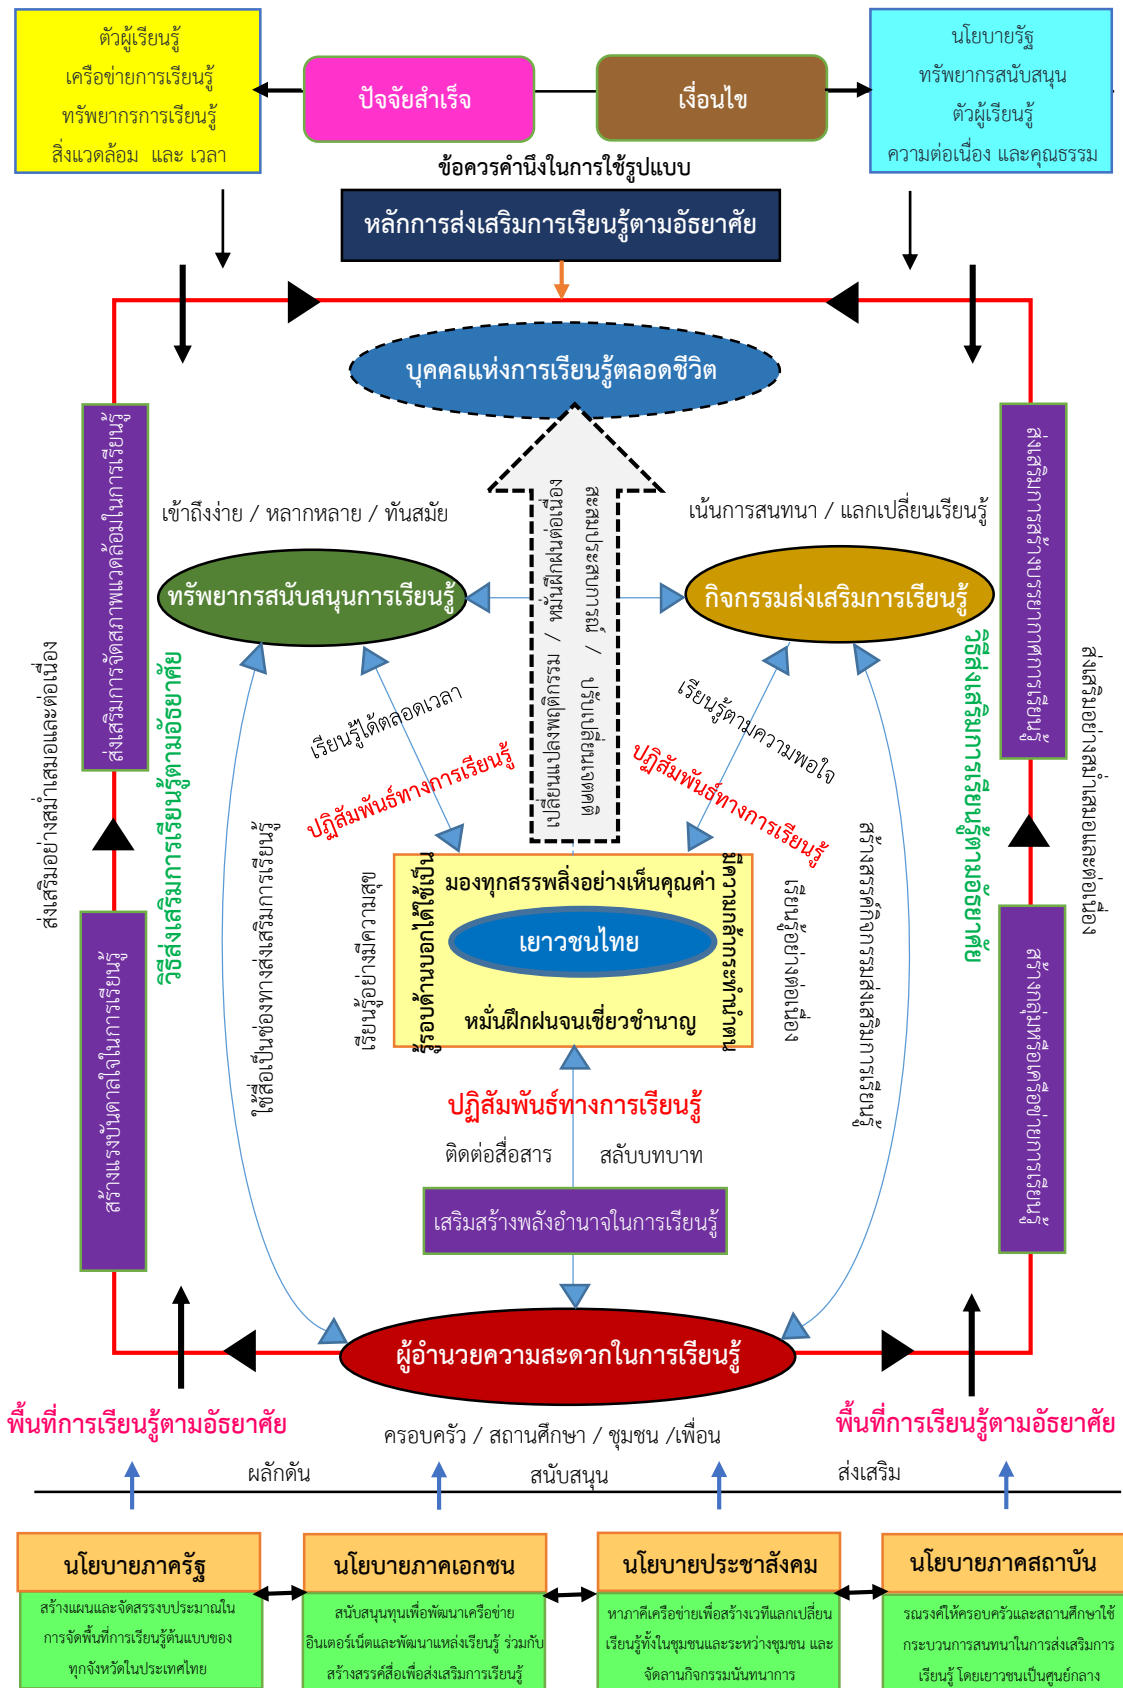 ตัวผู้เรียนรู้
เครือข่ายการเรียนรู้
ทรัพยากรการเรียนรู้
สิ่งแวดล้อม และ เวลา
ปัจจัยสำเร็จ
เงื่อนไข
นโยบายรัฐ
ทรัพยากรสนับสนุน
ตัวผู้เรียนรู้
ความต่อเนื่อง และคุณธรรม
ข้อควรคำนึงในการใช้รูปแบบ
หลักการส่งเสริมการเรียนรู้ตามอัธยาศัย
บุคคลแห่งการเรียนรู้ตลอดชีวิต
ส่งเสริมการจัดสภาพแวดล้อมในการเรียนรู้
ส่งเสริมการสร้างบรรยากาศการเรียนรู้
เข้าถึงง่าย / หลากหลาย / ทันสมัย
เน้นการสนทนา / แลกเปลี่ยนเรียนรู้
เปลี่ยนแปลงพฤติกรรม / หมั่นฝึกฝนต่อเนื่อง
สะสมประสบการณ์ / ปรับเปลี่ยนเจตคติ
ทรัพยากรสนับสนุนการเรียนรู้
กิจกรรมส่งเสริมการเรียนรู้
ส่งเสริมอย่างสม่ำเสมอและต่อเนื่อง
วิธีส่งเสริมการเรียนรู้ตามอัธยาศัย
วิธีส่งเสริมการเรียนรู้ตามอัธยาศัย
ส่งเสริมอย่างสม่ำเสมอและต่อเนื่อง
เรียนรู้ได้ตลอดเวลา
ปฏิสัมพันธ์ทางการเรียนรู้
เรียนรู้ตามความพอใจ
ปฏิสัมพันธ์ทางการเรียนรู้
ใช้สื่อเป็นช่องทางส่งเสริมการเรียนรู้
สร้างสรรค์กิจกรรมส่งเสริมการเรียนรู้
เรียนรู้อย่างมีความสุข
เรียนรู้อย่างต่อเนื่อง
รู้รอบด้านบอกได้ใช้เป็น
มองทุกสรรพสิ่งอย่างเห็นคุณค่า
มีความกล้ากระทำนำตน
เยาวชนไทย
หมั่นฝึกฝนจนเชี่ยวชำนาญ
สร้างแรงบันดาลใจในการเรียนรู้
สร้างกลุ่มหรือเครือข่ายการเรียนรู้
ปฏิสัมพันธ์ทางการเรียนรู้
ติดต่อสื่อสาร
สลับบทบาท
เสริมสร้างพลังอำนาจในการเรียนรู้
ผู้อำนวยความสะดวกในการเรียนรู้
พื้นที่การเรียนรู้ตามอัธยาศัย
พื้นที่การเรียนรู้ตามอัธยาศัย
ครอบครัว / สถานศึกษา / ชุมชน /เพื่อน
ผลักดัน
สนับสนุน
ส่งเสริม
นโยบายภาครัฐ
สร้างแผนและจัดสรรงบประมาณใน
การจัดพื้นที่การเรียนรู้ต้นแบบของ
ทุกจังหวัดในประเทศไทย
นโยบายภาคเอกชน
สนับสนุนทุนเพื่อพัฒนาเครือข่าย
อินเตอร์เน็ตและพัฒนาแหล่งเรียนรู้ ร่วมกับ
สร้างสรรค์สื่อเพื่อส่งเสริมการเรียนรู้
นโยบายประชาสังคม
หาภาคีเครือข่ายเพื่อสร้างเวทีแลกเปลี่ยน
เรียนรู้ทั้งในชุมชนและระหว่างชุมชน และ
จัดลานกิจกรรมนันทนาการ
นโยบายภาคสถาบัน
รณรงค์ให้ครอบครัวและสถานศึกษาใช้
กระบวนการสนทนาในการส่งเสริมการ
เรียนรู้ โดยเยาวชนเป็นศูนย์กลาง